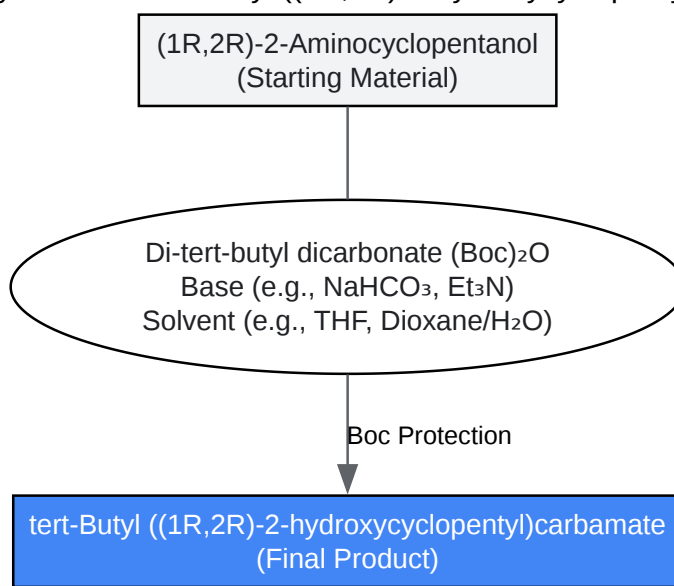 (1R,2R)-2-Aminocyclopentanol
(Starting Material)
Di-tert-butyl dicarbonate (Boc)₂O
Base (e.g., NaHCO₃, Et₃N)
Solvent (e.g., THF, Dioxane/H₂O)
Boc Protection
tert-Butyl ((1R,2R)-2-hydroxycyclopentyl)carbamate
(Final Product)